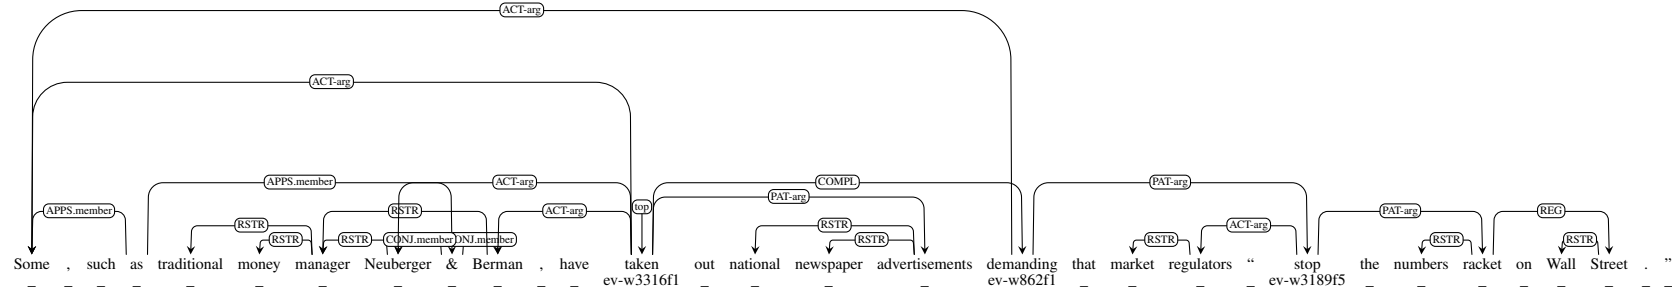 ACT-arg
ACT-arg
APPS.member ACT-arg COMPL PAT-arg
PAT-arg
top
APPS.member RSTR ACT-arg PAT-arg REG
RSTR RSTR ACT-arg
RSTR RSTR CONJ.member ONJ.member RSTR RSTR RSTR RSTR
Some , such as traditional money manager Neuberger & Berman , have taken out national newspaper advertisements demanding that market regulators “ stop the numbers racket on Wall Street . ”
_ _ _ _ _ _ _ _ _ _ _ _ ev-w3316f1 _ _ _ _ ev-w862f1 _ _ _ _ ev-w3189f5 _ _ _ _ _ _ _ _